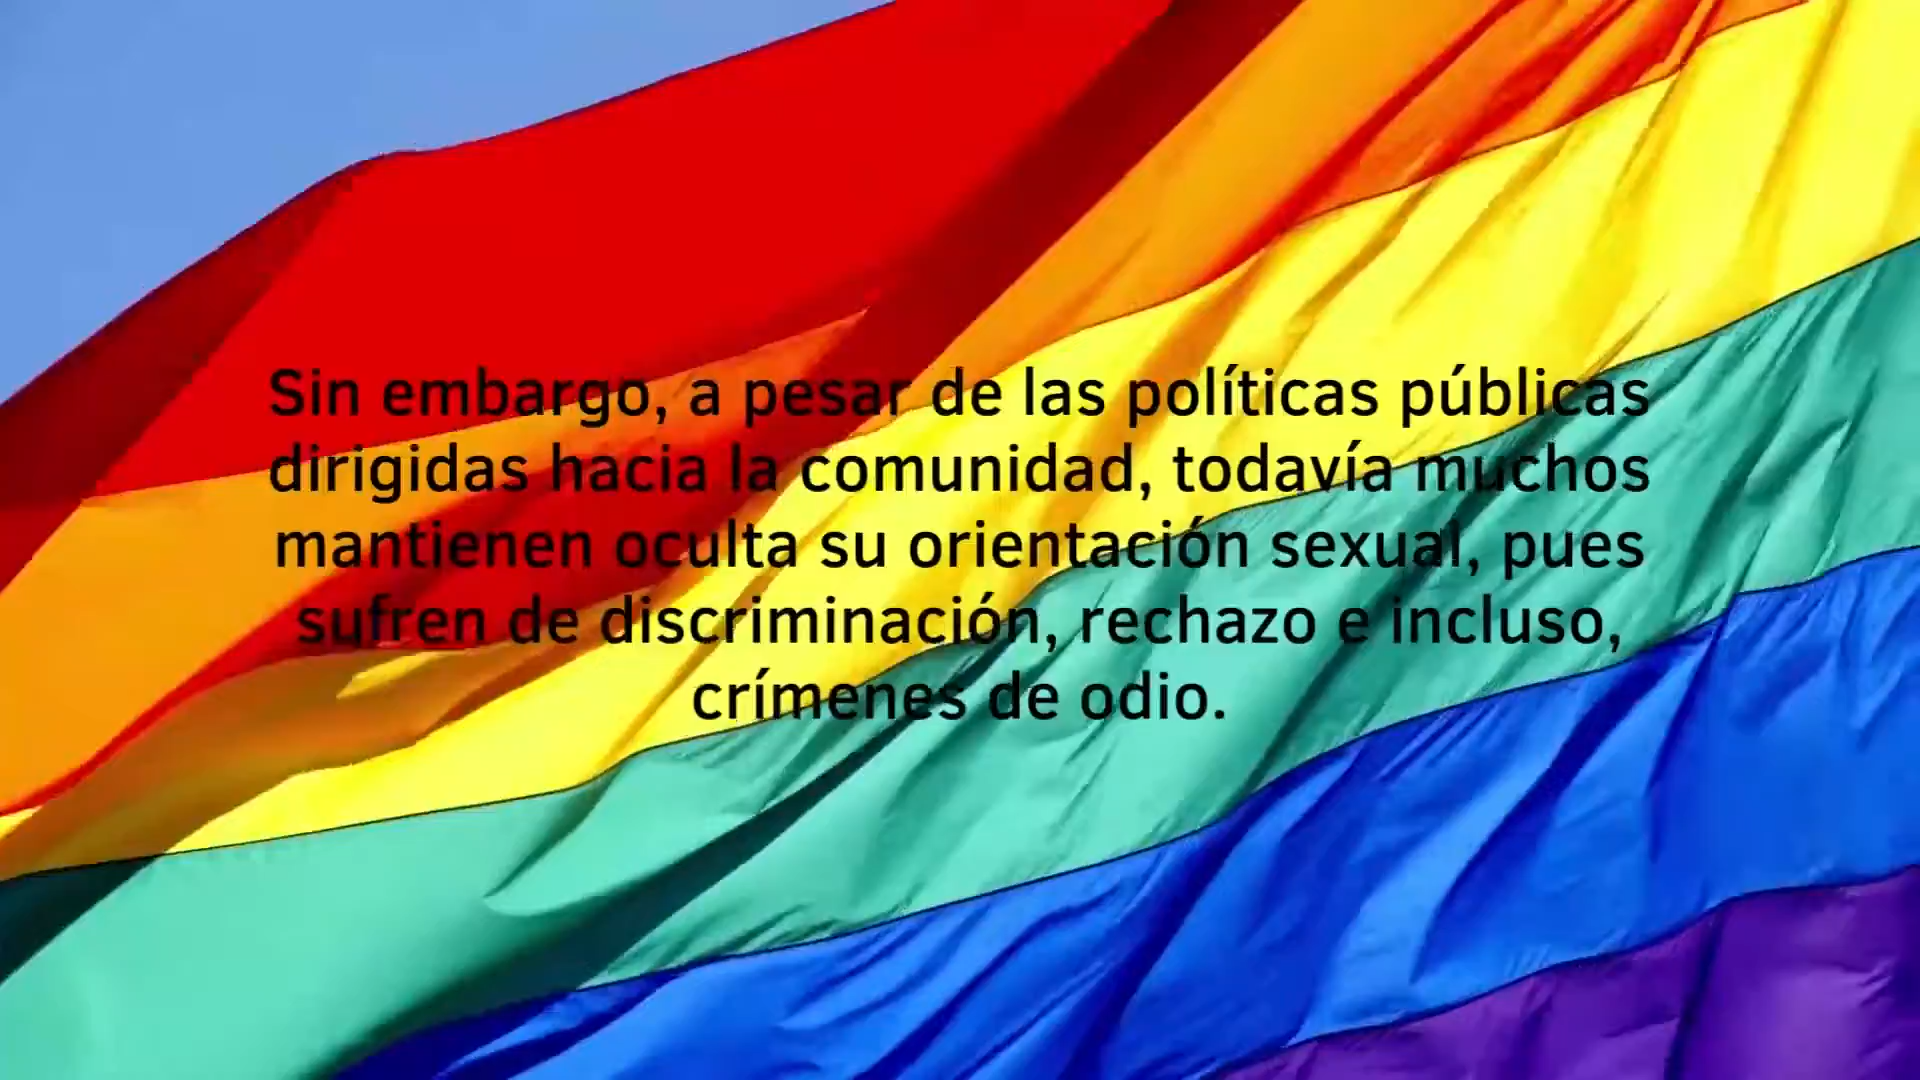 Sin embargo, a pesar de las políticas públicas
dirigidas hacia la comunidad, todavía muchos
mantienen oculta su orientación sexual, pues
sufren de discriminación, rechazo e incluso,
crímenes de odio.